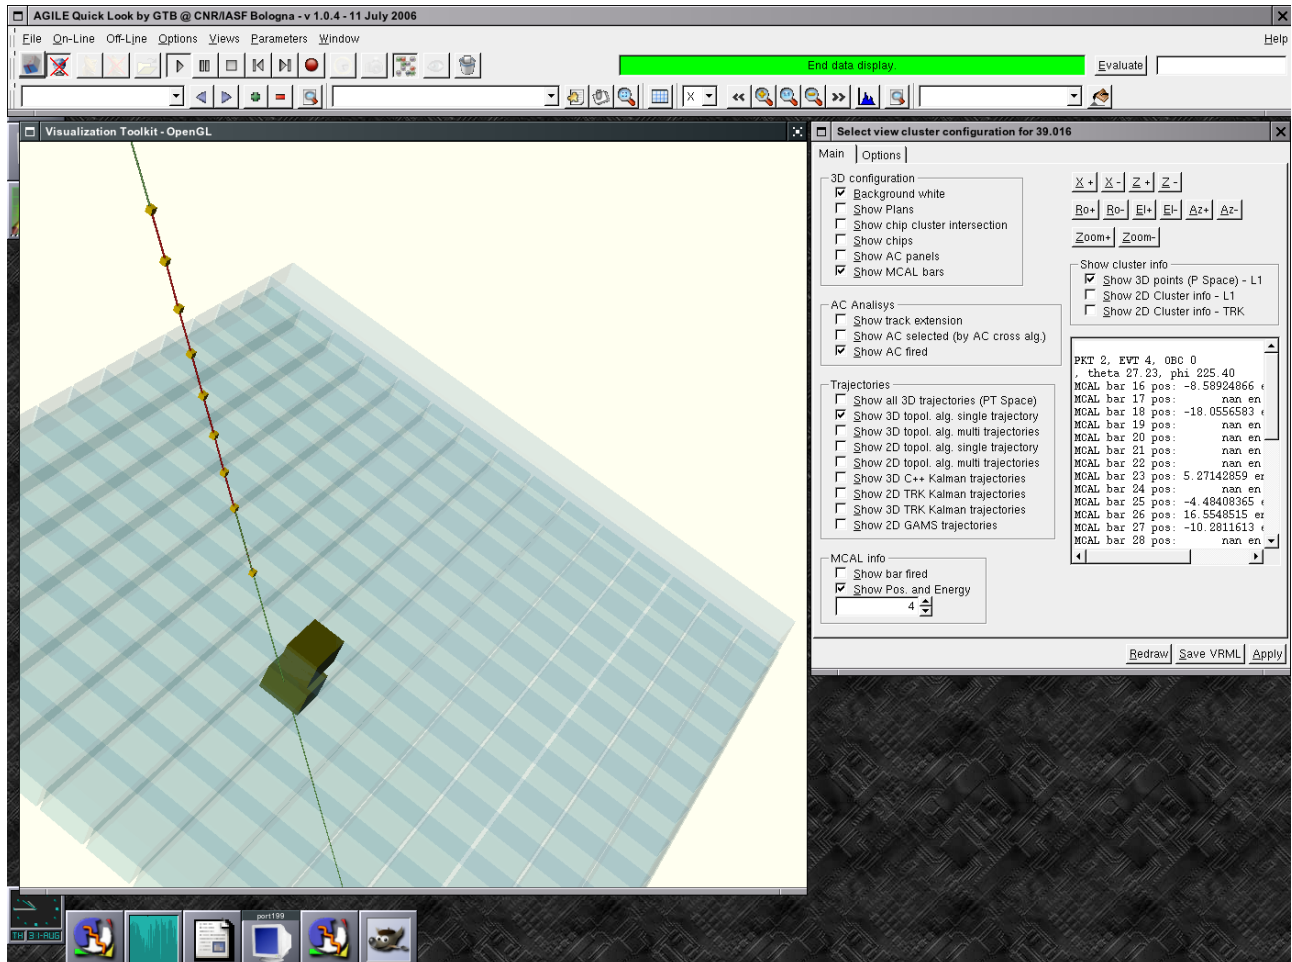 AGILE Quick Look by GTB @ CNR/IASF Bologna - v 1.0.4 - 11 July 2006
File On-Line Off-Line Options Views Parameters Window Help
End data display. Evaluate
X
Visualization Toolkit - OpenGL
Select view cluster configuration for 39.016
Main Options
3D configuration
Background white
Show Plans
Show chip cluster intersection
Show chips
Show AC panels
Show MCAL bars
AC Analisys
Show track extension
Show AC selected (by AC cross alg.)
Show AC fired
Trajectories
Show all 3D trajectories (PT Space)
Show 3D topol. alg. single trajectory
Show 3D topol. alg. multi trajectories
Show 2D topol. alg. single trajectory
Show 2D topol. alg. multi trajectories
Show 3D C++ Kalman trajectories
Show 2D TRK Kalman trajectories
Show 3D TRK Kalman trajectories
Show 2D GAMS trajectories
MCAL info
Show bar fired
Show Pos. and Energy
4
X + X - Z + Z -
Ro+ Ro- El+ El- Az+ Az-
Zoom+ Zoom-
Show cluster info
Show 3D points (P Space) - L1
Show 2D Cluster info - L1
Show 2D Cluster info - TRK
PKT 2, EVT 4, OBC 0
, theta 27.23, phi 225.40
MCAL bar 16 pos: -8.58924866 e
MCAL bar 17 pos: nan en
MCAL bar 18 pos: -18.0556583 e
MCAL bar 19 pos: nan en
MCAL bar 20 pos: nan en
MCAL bar 21 pos: nan en
MCAL bar 22 pos: nan en
MCAL bar 23 pos: 5.27142859 er
MCAL bar 24 pos: nan en
MCAL bar 25 pos: -4.48408365 e
MCAL bar 26 pos: 16.5548515 er
MCAL bar 27 pos: -10.2811613 e
MCAL bar 28 pos: nan en
Redraw Save VRML Apply
port199
TH 31-AUG